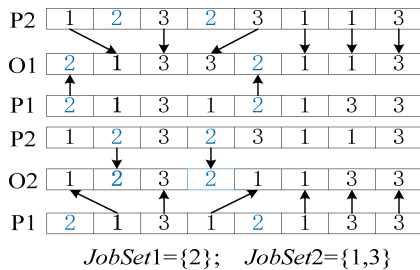 P2 1 2 3 2 3 1 1 3
O1 2 1 3 3 2 1 1 3
P1 2 1 3 1 2 1 3 3
P2 1 2 3 2 3 1 1 3
O2 1 2 3 2 1 1 3 3
P1 2 1 3 1 2 1 3 3
JobSet1={2}; JobSet2={1,3}